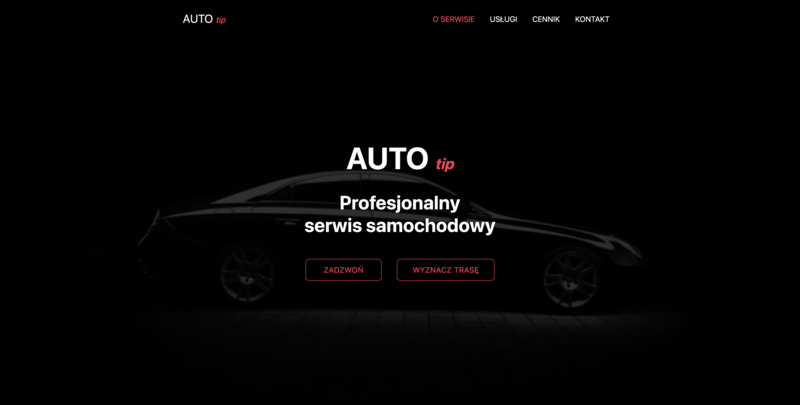 AUTO tip
O SERWISIE USŁUGI CENNIK KONTAKT
AUTO tip
Profesjonalny
serwis samochodowy
ZADZWOŃ WYZNACZ TRASĘ